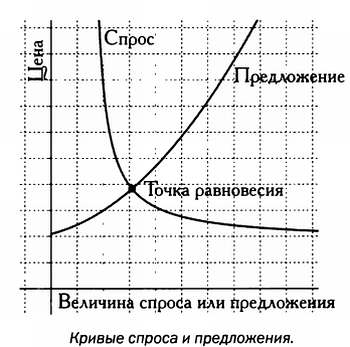 Спрос
Цена
Предложение
Точка равновесия
Величина спроса или предложения
Кривые спроса и предложения.